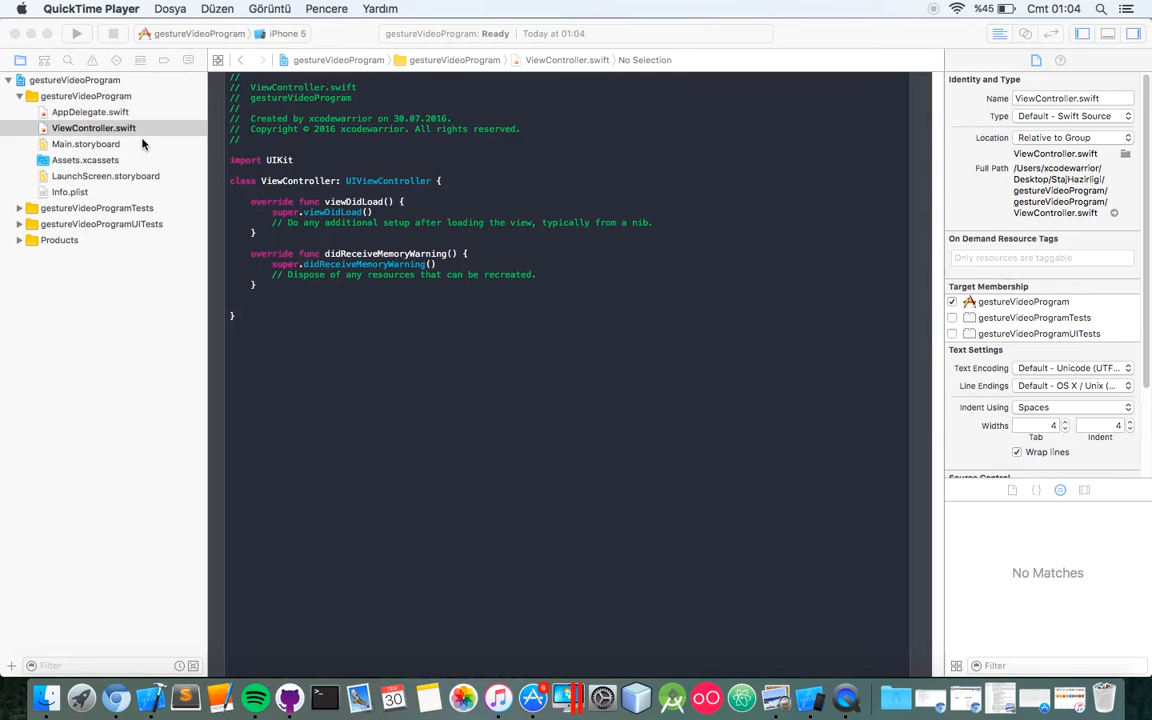 QuickTime Player Dosya Düzen Görüntü Pencere Yardım %45 Cmt 01:04
gestureVideoProgram iPhone 5 gestureVideoProgram: Ready Today at 01:04
gestureVideoProgram gestureVideoProgram ViewController.swift No Selection
gestureVideoProgram
gestureVideoProgram
AppDelegate.swift
ViewController.swift
Main.storyboard
Assets.xcassets
LaunchScreen.storyboard
Info.plist
gestureVideoProgramTests
gestureVideoProgramUITests
Products
Filter
//
// ViewController.swift
// gestureVideoProgram
//
// Created by xcodewarrior on 30.07.2016.
// Copyright © 2016 xcodewarrior. All rights reserved.
//
import UIKit
class ViewController: UIViewController {
override func viewDidLoad() {
super.viewDidLoad()
// Do any additional setup after loading the view, typically from a nib.
}
override func didReceiveMemoryWarning() {
super.didReceiveMemoryWarning()
// Dispose of any resources that can be recreated.
}
}
Identity and Type
Name ViewController.swift
Type Default - Swift Source
Location Relative to Group
ViewController.swift
Full Path /Users/xcodewarrior/
Desktop/StajHazirligi/
gestureVideoProgram/
gestureVideoProgram/
ViewController.swift
On Demand Resource Tags
Only resources are taggable
Target Membership
gestureVideoProgram
gestureVideoProgramTests
gestureVideoProgramUITests
Text Settings
Text Encoding Default - Unicode (UTF...
Line Endings Default - OS X / Unix (...
Indent Using Spaces
Widths 4 4
Tab Indent
Wrap lines
Source Control
{ }
No Matches
Filter
TEM
30
6